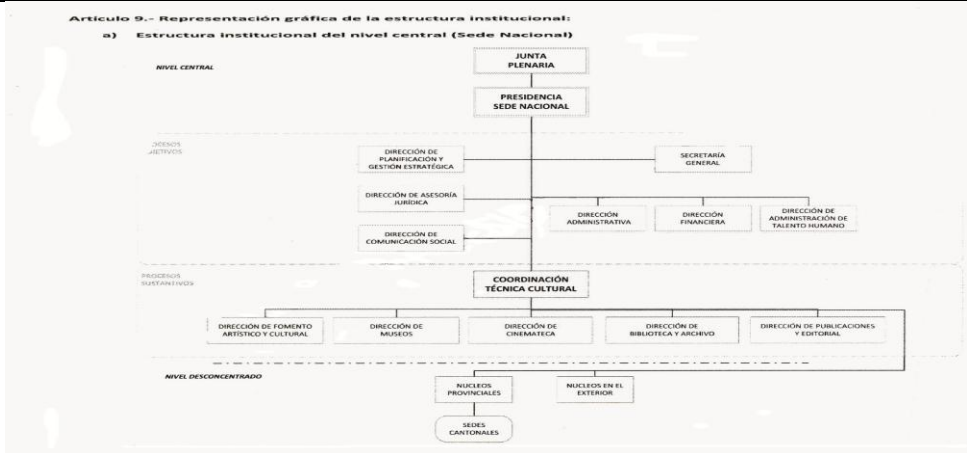 Artículo 9.- Representación gráfica de la estructura institucional:
a) Estructura institucional del nivel central (Sede Nacional)
NIVEL CENTRAL
JUNTA
PLENARIA
PRESIDENCIA
SEDE NACIONAL
DIRECCIÓN DE
PLANIFICACIÓN Y
GESTIÓN ESTRATÉGICA
SECRETARÍA
GENERAL
DIRECCIÓN DE ASESORÍA
JURÍDICA
DIRECCIÓN
ADMINISTRATIVA
DIRECCIÓN
FINANCIERA
DIRECCIÓN DE
ADMINISTRACIÓN DE
TALENTO HUMANO
DIRECCIÓN DE
COMUNICACIÓN SOCIAL
PROCESOS
SUSTANTIVOS
COORDINACIÓN
TÉCNICA CULTURAL
DIRECCIÓN DE FOMENTO
ARTÍSTICO Y CULTURAL
DIRECCIÓN DE
MUSEOS
DIRECCIÓN DE
CINEMATECA
DIRECCIÓN DE
BIBLIOTECA Y ARCHIVO
DIRECCIÓN DE PUBLICACIONES
Y EDITORIAL
NIVEL DESCONCENTRADO
NUCLEOS
PROVINCIALES
NUCLEOS EN EL
EXTERIOR
SEDES
CANTONALES